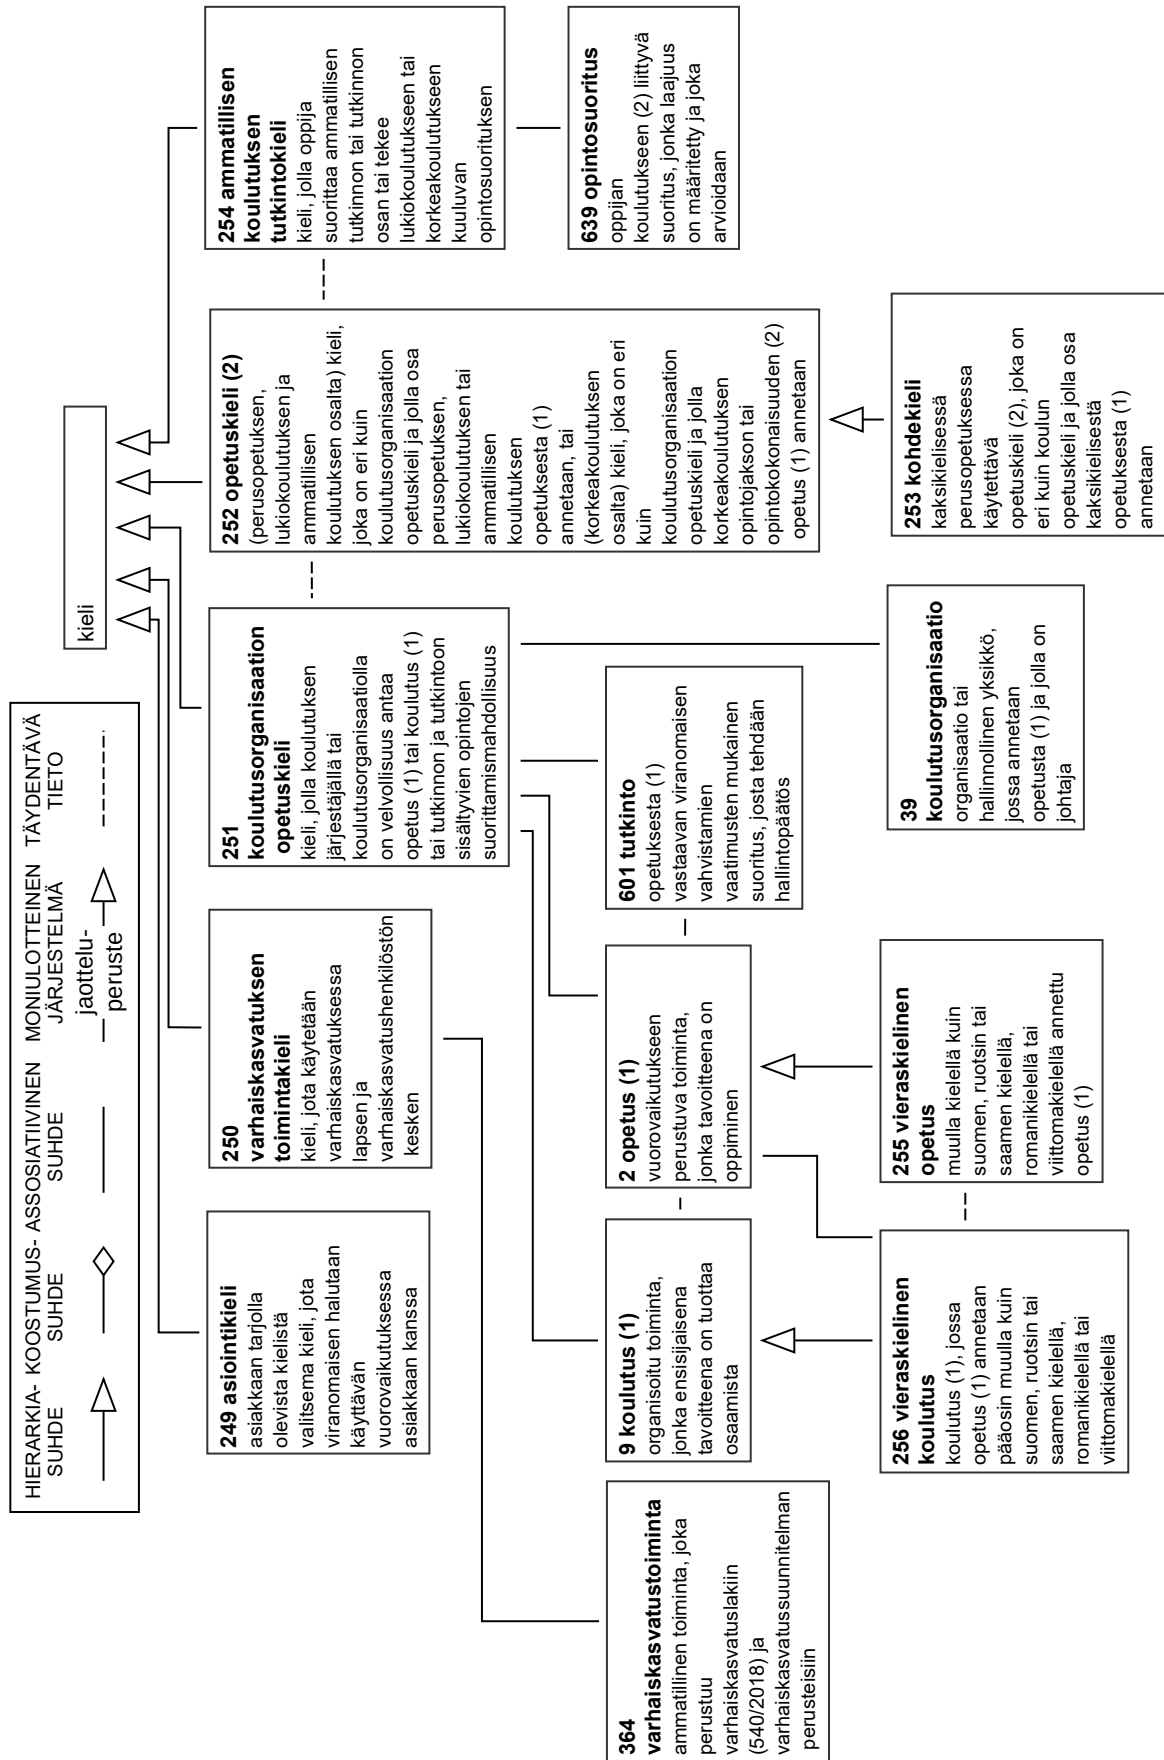 HIERARKIA- KOOSTUMUS- ASSOSIATIIVINEN MONIULOTTEINEN TÄYDENTÄVÄ
SUHDE SUHDE SUHDE JÄRJESTELMÄ TIETO
jaottelu-
peruste
kieli
249 asiointikieli
asiakkaan tarjolla
olevista kielistä
valitsema kieli, jota
viranomaisen halutaan
käyttävän
vuorovaikutuksessa
asiakkaan kanssa
250
varhaiskasvatuksen
toimintakieli
kieli, jota käytetään
varhaiskasvatuksessa
lapsen ja
varhaiskasvatushenkilöstön
kesken
251
koulutusorganisaation
opetuskieli
kieli, jolla koulutuksen
järjestäjällä tai
koulutusorganisaatiolla
on velvollisuus antaa
opetus (1) tai koulutus (1)
tai tutkinnon ja tutkintoon
sisältyvien opintojen
suorittamismahdollisuus
252 opetuskieli (2)
(perusopetuksen,
lukiokoulutuksen ja
ammatillisen
koulutuksen osalta) kieli,
joka on eri kuin
koulutusorganisaation
opetuskieli ja jolla osa
perusopetuksen,
lukiokoulutuksen tai
ammatillisen
koulutuksen
opetuksesta (1)
annetaan, tai
(korkeakoulutuksen
osalta) kieli, joka on eri
kuin
koulutusorganisaation
opetuskieli ja jolla
korkeakoulutuksen
opintojakson tai
opintokokonaisuuden (2)
opetus (1) annetaan
254 ammatillisen
koulutuksen
tutkintokieli
kieli, jolla oppija
suorittaa ammatillisen
tutkinnon tai tutkinnon
osan tai tekee
lukiokoulutukseen tai
korkeakoulutukseen
kuuluvan
opintosuorituksen
364
varhaiskasvatustoiminta
ammatillinen toiminta, joka
perustuu
varhaiskasvatuslakiin
(540/2018) ja
varhaiskasvatussuunnitelman
perusteisiin
9 koulutus (1)
organisoitu toiminta,
jonka ensisijaisena
tavoitteena on tuottaa
osaamista
2 opetus (1)
vuorovaikutukseen
perustuva toiminta,
jonka tavoitteena on
oppiminen
601 tutkinto
opetuksesta (1)
vastaavan viranomaisen
vahvistamien
vaatimusten mukainen
suoritus, josta tehdään
hallintopäätös
639 opintosuoritus
oppijan
koulutukseen (2) liittyvä
suoritus, jonka laajuus
on määritetty ja joka
arvioidaan
256 vieraskielinen
koulutus
koulutus (1), jossa
opetus (1) annetaan
pääosin muulla kuin
suomen, ruotsin tai
saamen kielellä,
romanikielellä tai
viittomakielellä
255 vieraskielinen
opetus
muulla kielellä kuin
suomen, ruotsin tai
saamen kielellä,
romanikielellä tai
viittomakielellä annettu
opetus (1)
39
koulutusorganisaatio
organisaatio tai
hallinnollinen yksikkö,
jossa annetaan
opetusta (1) ja jolla on
johtaja
253 kohdekieli
kaksikielisessä
perusopetuksessa
käytettävä
opetuskieli (2), joka on
eri kuin koulun
opetuskieli ja jolla osa
kaksikielisestä
opetuksesta (1)
annetaan